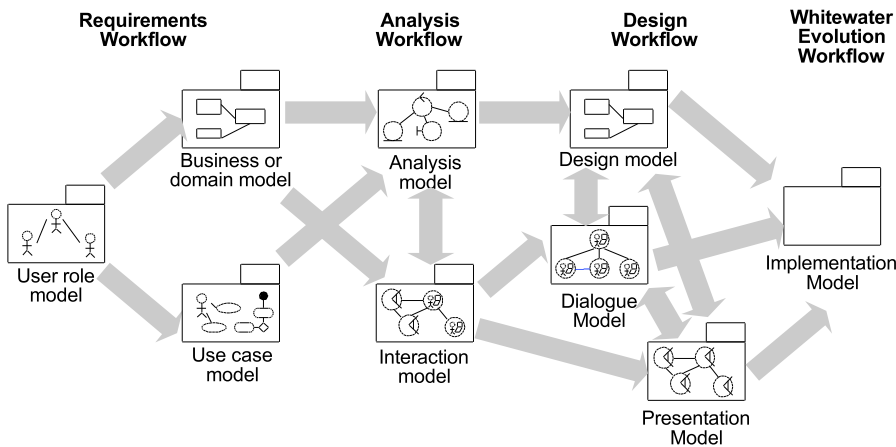 Requirements
Workflow
Analysis
Workflow
Design
Workflow
Whitewater
Evolution
Workflow
Business or
domain model
Analysis
model
Design model
User role
model
Implementation
Model
Dialogue
Model
Use case
model
Interaction
model
Presentation
Model